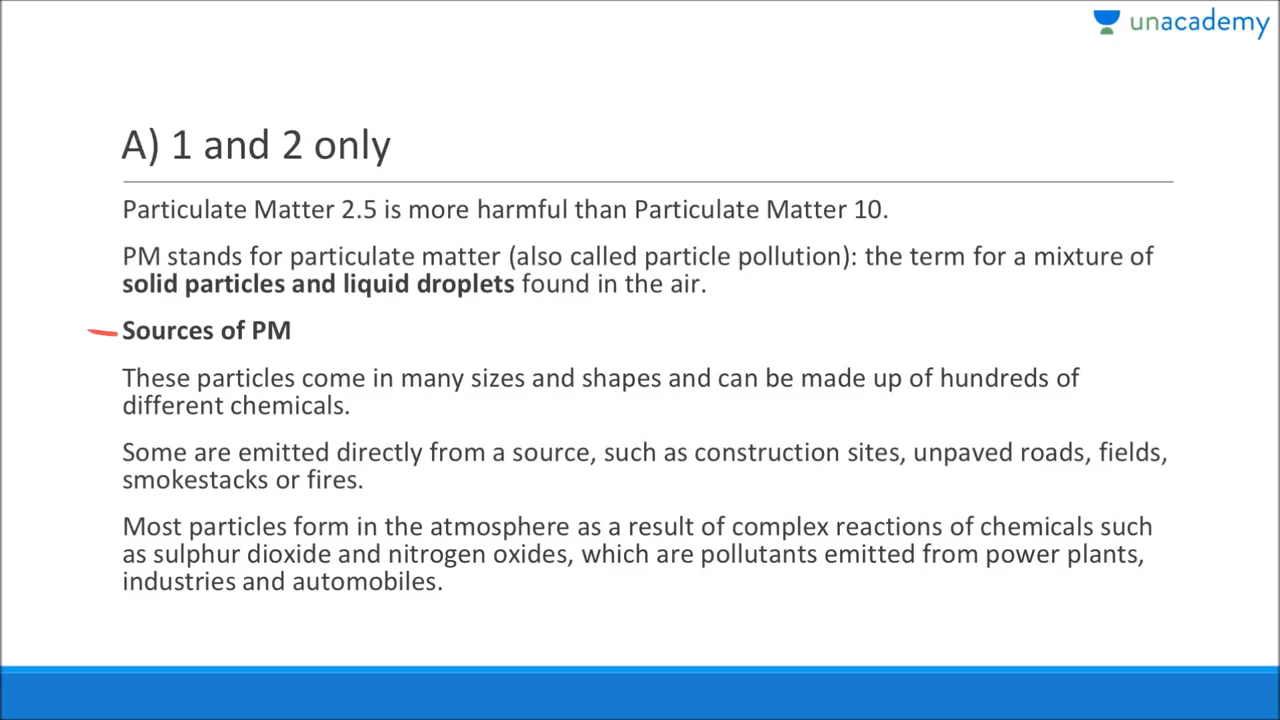 unacademy
A) 1 and 2 only
Particulate Matter 2.5 is more harmful than Particulate Matter 10.
PM stands for particulate matter (also called particle pollution): the term for a mixture of
solid particles and liquid droplets found in the air.
Sources of PM
These particles come in many sizes and shapes and can be made up of hundreds of
different chemicals.
Some are emitted directly from a source, such as construction sites, unpaved roads, fields,
smokestacks or fires.
Most particles form in the atmosphere as a result of complex reactions of chemicals such
as sulphur dioxide and nitrogen oxides, which are pollutants emitted from power plants,
industries and automobiles.